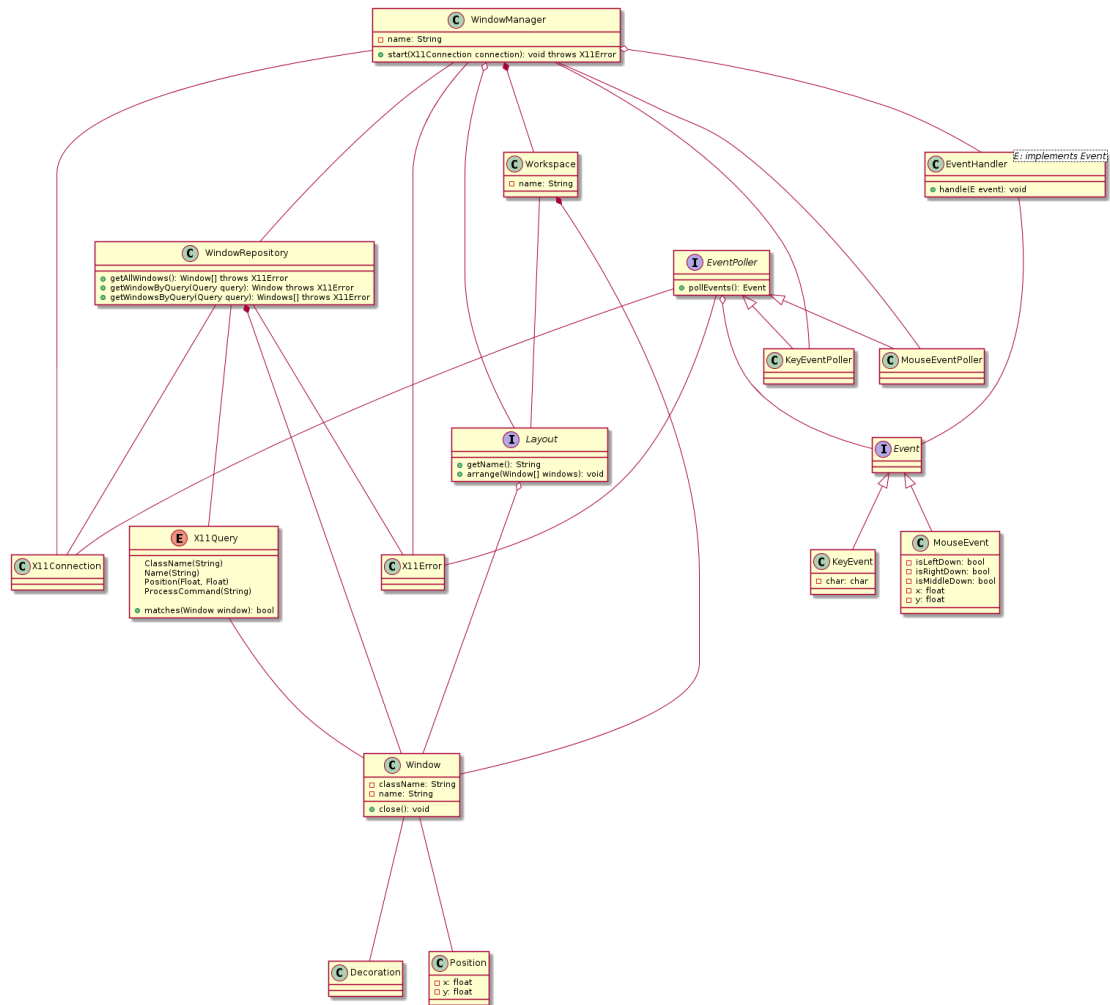 C WindowManager
name: String
start(X11Connection connection): void throws X11Error
C Workspace
name: String
C EventHandler
E: implements Event
handle(E event): void
C WindowRepository
getAllWindows(): Window[] throws X11Error
getWindowByQuery(Query query): Window throws X11Error
getWindowsByQuery(Query query): Windows[] throws X11Error
I EventPoller
pollEvents(): Event
C KeyEventPoller
C MouseEventPoller
I Layout
getName(): String
arrange(Window[] windows): void
I Event
C X11Connection
E X11Query
ClassName(String)
Name(String)
Position(Float, Float)
ProcessCommand(String)
matches(Window window): bool
C X11Error
C KeyEvent
char: char
C MouseEvent
isLeftDown: bool
isRightDown: bool
isMiddleDown: bool
x: float
y: float
C Window
className: String
name: String
close(): void
C Decoration
C Position
x: float
y: float